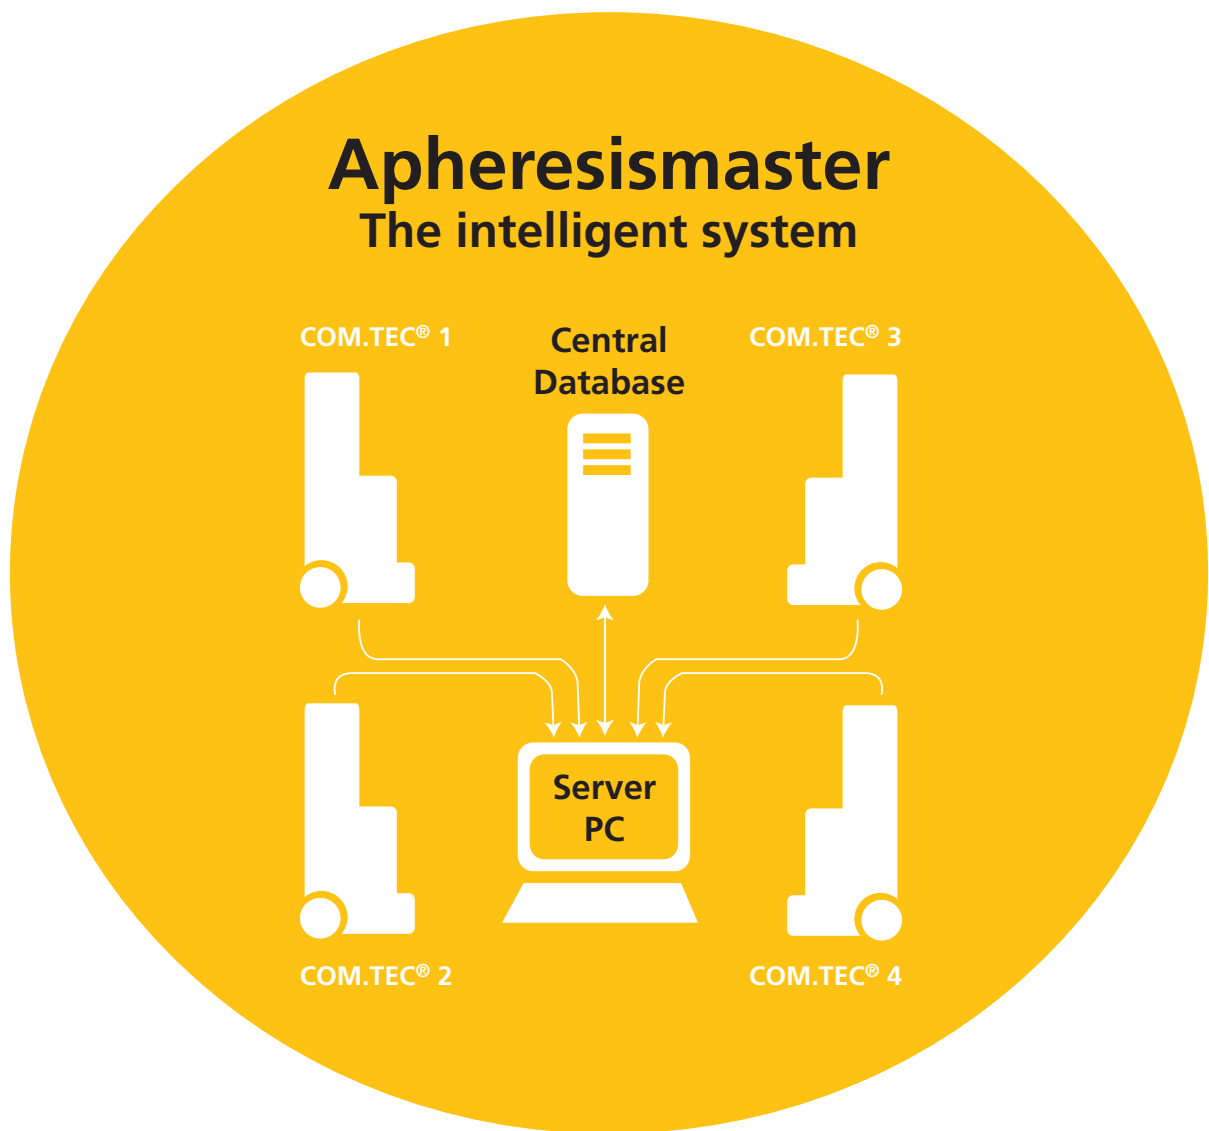 Apheresismaster
The intelligent system
COM.TEC® 1
Central
Database
COM.TEC® 3
Server
PC
COM.TEC® 2
COM.TEC® 4